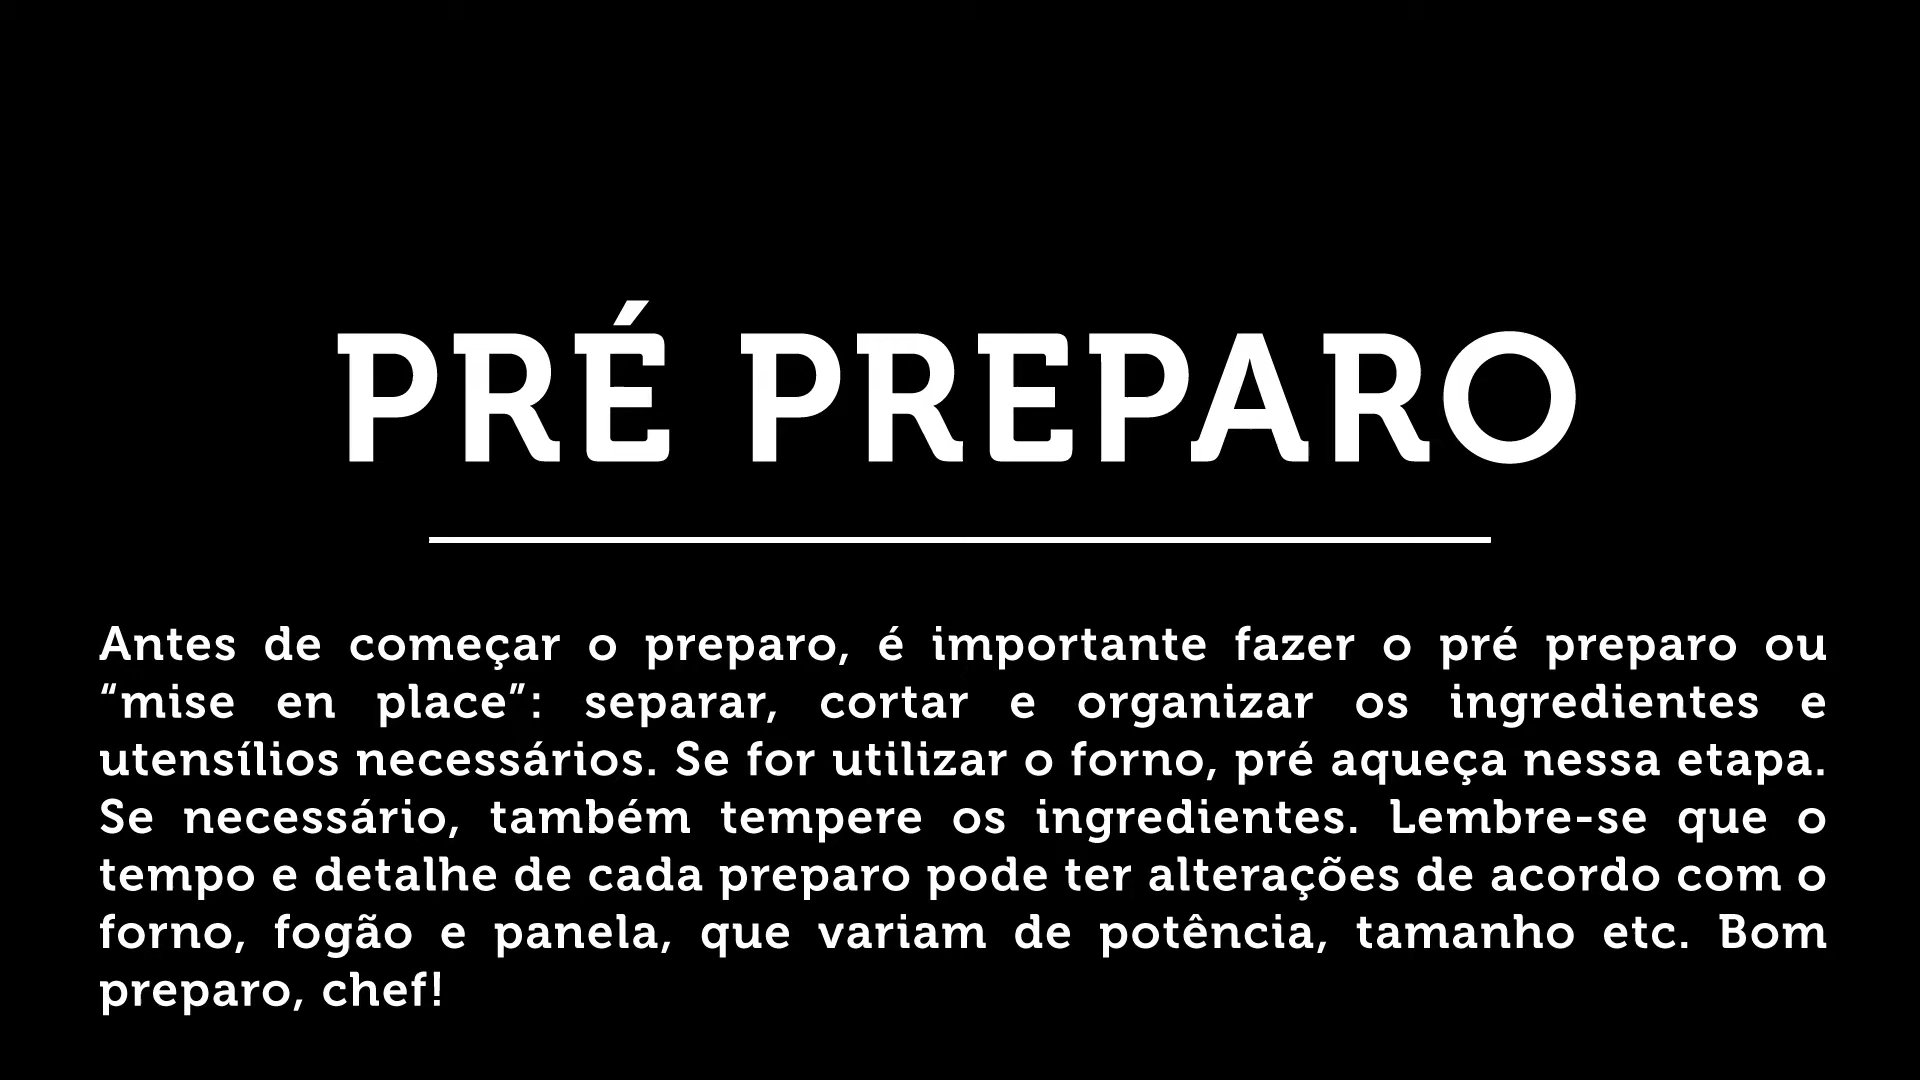 PRÉ PREPARO
Antes de começar o preparo, é importante fazer o pré preparo ou
“mise en place”: separar, cortar e organizar os ingredientes e
utensílios necessários. Se for utilizar o forno, pré aqueça nessa etapa.
Se necessário, também tempere os ingredientes. Lembre-se que o
tempo e detalhe de cada preparo pode ter alterações de acordo com o
forno, fogão e panela, que variam de potência, tamanho etc. Bom
preparo, chef!